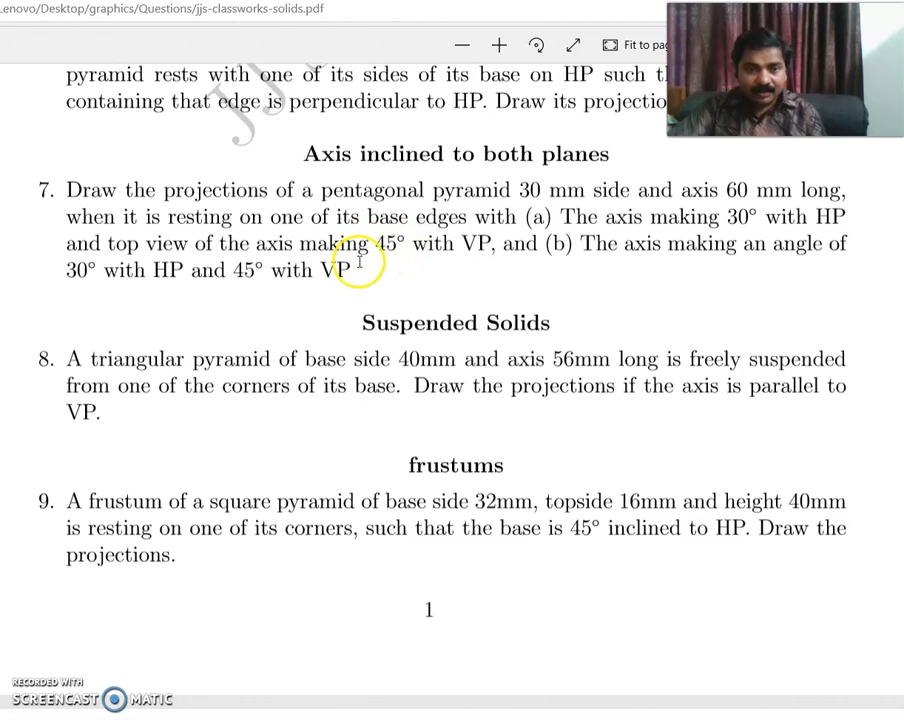 enovo/Desktop/graphics/Questions/jjs-classworks-solids.pdf
Fit to pa
pyramid rests with one of its sides of its base on HP such t
containing that edge is perpendicular to HP. Draw its projectio
Axis inclined to both planes
7. Draw the projections of a pentagonal pyramid 30 mm side and axis 60 mm long,
when it is resting on one of its base edges with (a) The axis making 30° with HP
and top view of the axis making 45° with VP, and (b) The axis making an angle of
30° with HP and 45° with VP
Suspended Solids
8. A triangular pyramid of base side 40mm and axis 56mm long is freely suspended
from one of the corners of its base. Draw the projections if the axis is parallel to
VP.
frustums
9. A frustum of a square pyramid of base side 32mm, topside 16mm and height 40mm
is resting on one of its corners, such that the base is 45° inclined to HP. Draw the
projections.
1
RECORDED WITH
SCREENCAST MATIC